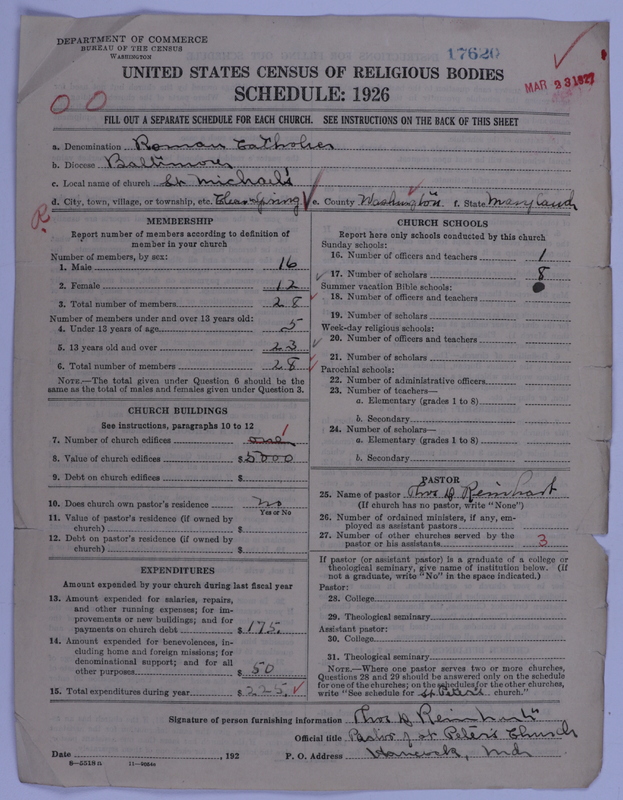 DEPARTMENT OF COMMERCE
BUREAU OF THE CENSUS
WASHINGTON
17620
MAR 23 1927
UNITED STATES CENSUS OF RELIGIOUS BODIES
SCHEDULE: 1926
OO
FILL OUT A SEPARATE SCHEDULE FOR EACH CHURCH. SEE INSTRUCTIONS ON THE BACK OF THIS SHEET
a. Denomination Roman Catholic
b. Diocese Baltimore
c. Local name of church St Michael's
d. City, town, village, or township, etc. Clear Spring e. County Washington f. State Maryland
R
MEMBERSHIP
Report number of members according to definition of
member in your church
Number of members, by sex:
1. Male 16
2. Female 12
3. Total number of members 28
Number of members under and over 13 years old:
4. Under 13 years of age 5
5. 13 years old and over 23
6. Total number of members 28
NOTE.—The total given under Question 6 should be the
same as the total of males and females given under Question 3.
CHURCH BUILDINGS
See instructions, paragraphs 10 to 12
7. Number of church edifices one 1
8. Value of church edifices $5000
9. Debt on church edifices $
10. Does church own pastor's residence no
Yes or No
11. Value of pastor's residence (if owned by
church) $
12. Debt on pastor's residence (if owned by
church) $
EXPENDITURES
Amount expended by your church during last fiscal year
13. Amount expended for salaries, repairs,
and other running expenses; for im-
provements or new buildings; and for
payments on church debt $175.
14. Amount expended for benevolences, in-
cluding home and foreign missions; for
denominational support; and for all
other purposes $50
15. Total expenditures during year $225.
CHURCH SCHOOLS
Report here only schools conducted by this church
Sunday schools:
16. Number of officers and teachers 1
17. Number of scholars 8
Summer vacation Bible schools:
18. Number of officers and teachers
19. Number of scholars
Week-day religious schools:
20. Number of officers and teachers
21. Number of scholars
Parochial schools:
22. Number of administrative officers
23. Number of teachers—
a. Elementary (grades 1 to 8)
b. Secondary
24. Number of scholars—
a. Elementary (grades 1 to 8)
b. Secondary
PASTOR
25. Name of pastor Thos D Reinhart
(If church has no pastor, write "None")
26. Number of ordained ministers, if any, em-
ployed as assistant pastors
27. Number of other churches served by the
pastor or his assistants 3
If pastor (or assistant pastor) is a graduate of a college or
theological seminary, give name of institution below. (If
not a graduate, write "No" in the space indicated.)
Pastor:
28. College
29. Theological seminary
Assistant pastor:
30. College
31. Theological seminary
NOTE.—Where one pastor serves two or more churches,
Questions 28 and 29 should be answered only on the schedule
for one of the churches; on the schedules for the other churches,
write "See schedule for St Peter's church."
Signature of person furnishing information Thos D Reinhart
Official title Pastor of St Peter's Church
Date , 192 P. O. Address Hancock, Md
8—5518a 11—